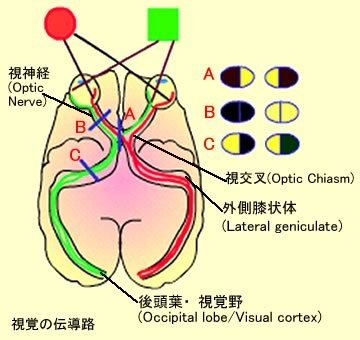 視神経
(Optic
Nerve)
A
B
C
A
B
C
視交叉(Optic Chiasm)
外側膝状体
(Lateral geniculate)
後頭葉・視覚野
(Occipital lobe/Visual cortex)
視覚の伝導路